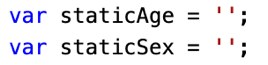 var staticAge = '';
var staticSex = '';